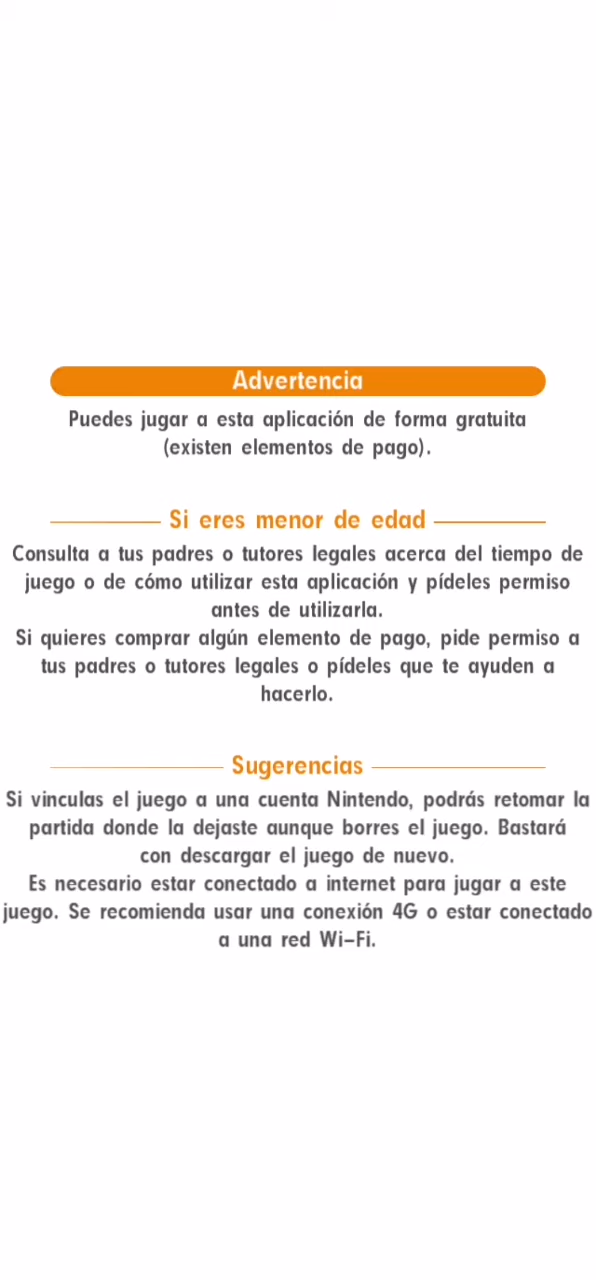 Advertencia
Puedes jugar a esta aplicación de forma gratuita
(existen elementos de pago).
Si eres menor de edad
Consulta a tus padres o tutores legales acerca del tiempo de
juego o de cómo utilizar esta aplicación y pídeles permiso
antes de utilizarla.
Si quieres comprar algún elemento de pago, pide permiso a
tus padres o tutores legales o pídeles que te ayuden a
hacerlo.
Sugerencias
Si vinculas el juego a una cuenta Nintendo, podrás retomar la
partida donde la dejaste aunque borres el juego. Bastará
con descargar el juego de nuevo.
Es necesario estar conectado a internet para jugar a este
juego. Se recomienda usar una conexión 4G o estar conectado
a una red Wi-Fi.